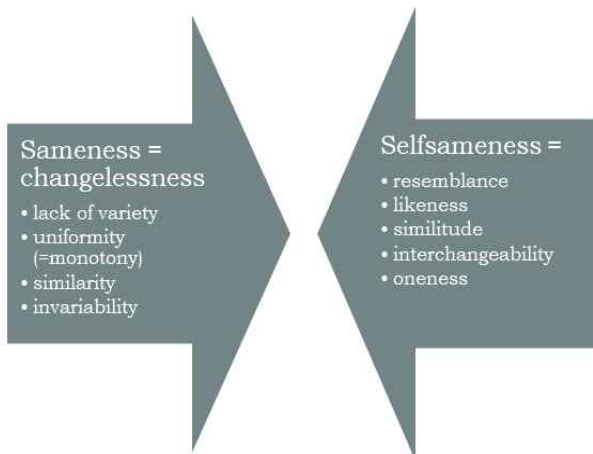 Sameness =
changelessness
• lack of variety
• uniformity
(=monotony)
• similarity
• invariability
Selfsameness =
• resemblance
• likeness
• similitude
• interchangeability
• oneness